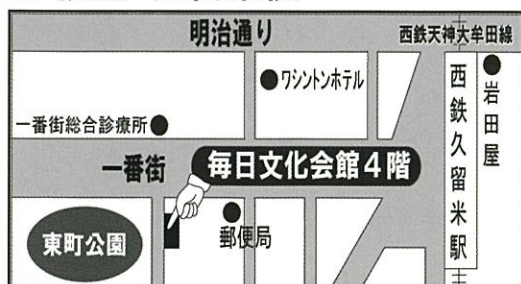 明治通り
西鉄天神大牟田線
ワシントンホテル
岩田屋
西鉄久留米駅
一番街総合診療所
一番街
毎日文化会館4階
東町公園
郵便局